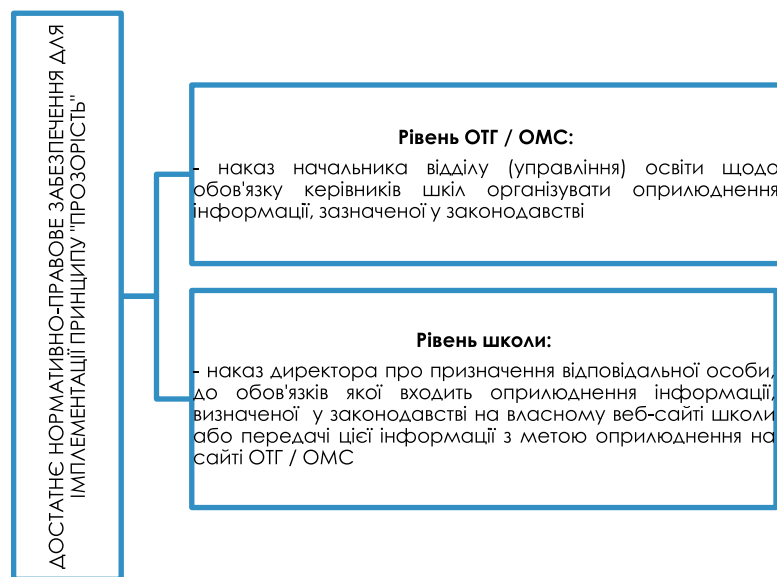 ДОСТАТНЄ НОРМАТИВНО-ПРАВОВЕ ЗАБЕЗПЕЧЕННЯ ДЛЯ
ІМПЛЕМЕНТАЦІЇ ПРИНЦИПУ "ПРОЗОРІСТЬ"
Рівень ОТГ / ОМС:
- наказ начальника відділу (управління) освіти щодо
обов'язку керівників шкіл організувати оприлюднення
інформації, зазначеної у законодавстві
Рівень школи:
- наказ директора про призначення відповідальної особи,
до обов'язків якої входить оприлюднення інформації,
визначеної у законодавстві на власному веб-сайті школи
або передачі цієї інформації з метою оприлюднення на
сайті ОТГ / ОМС